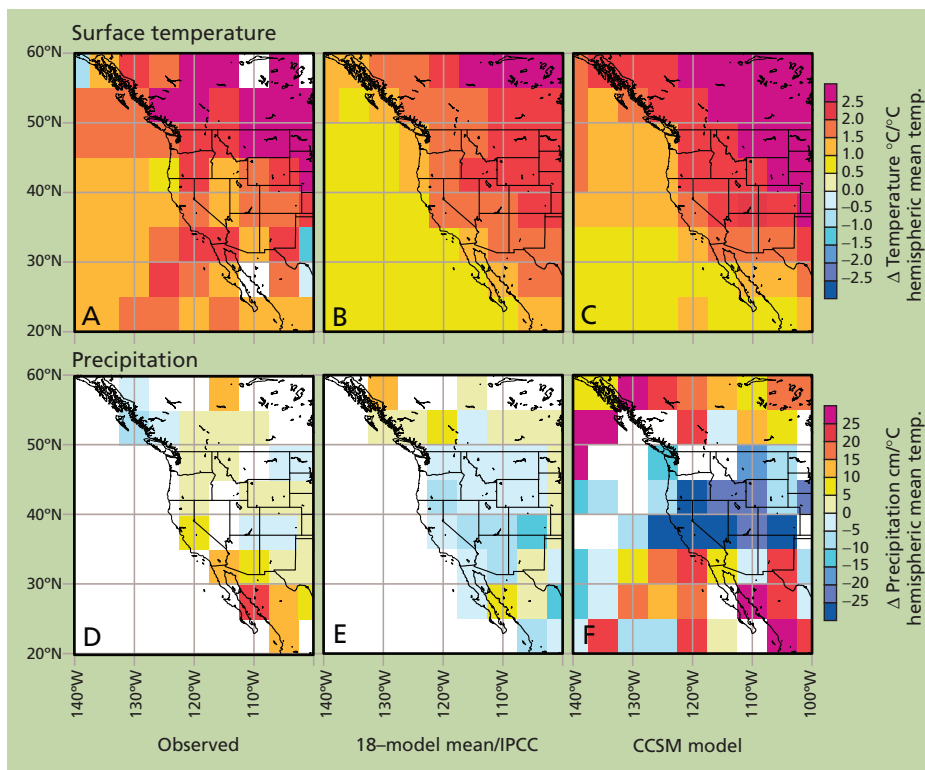 Surface temperature
60°N
50°N
40°N
30°N
20°N
A
B
C
2.5
2.0
1.5
1.0
0.5
0.0
−0.5
−1.0
−1.5
−2.0
−2.5
Δ Temperature °C/°C
hemispheric mean temp.
Precipitation
60°N
50°N
40°N
30°N
20°N
D
E
F
25
20
15
10
5
0
−5
−10
−15
−20
−25
Δ Precipitation cm/°C
hemispheric mean temp.
140°W
130°W
120°W
110°W
140°W
130°W
120°W
110°W
140°W
130°W
120°W
110°W
100°W
Observed
18–model mean/IPCC
CCSM model